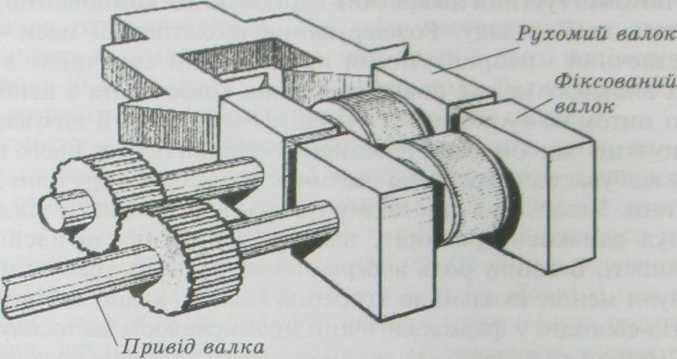 Рухомий валок
Фіксований
валок
Привід валка